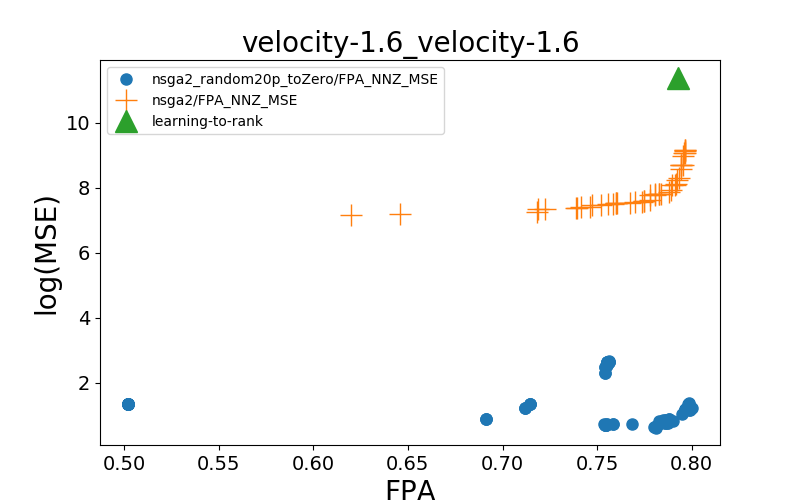 velocity-1.6_velocity-1.6
nsga2_random20p_toZero/FPA_NNZ_MSE
nsga2/FPA_NNZ_MSE
learning-to-rank
log(MSE)
10
8
6
4
2
0.50 0.55 0.60 0.65 0.70 0.75 0.80
FPA